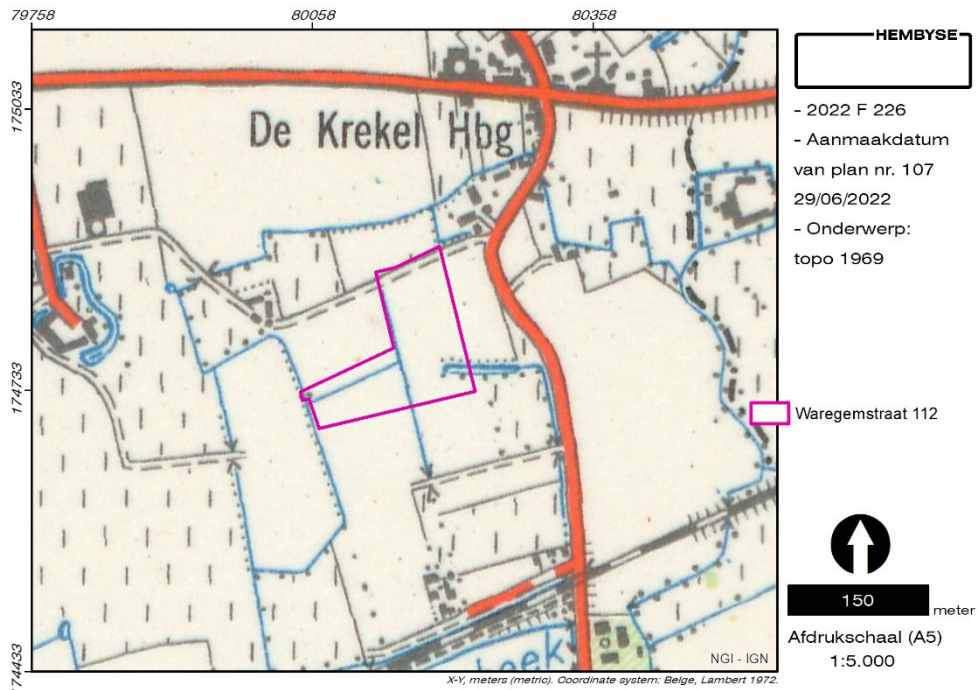 79758
80058
80358
175033
174733
174433
De Krekel Hbg
NGI - IGN
X-Y, meters (metric). Coordinate system: Belge, Lambert 1972.
HEMBYSE
- 2022 F 226
- Aanmaakdatum
van plan nr. 107
29/06/2022
- Onderwerp:
topo 1969
Waregemstraat 112
150 meter
Afdrukschaal (A5)
1:5.000